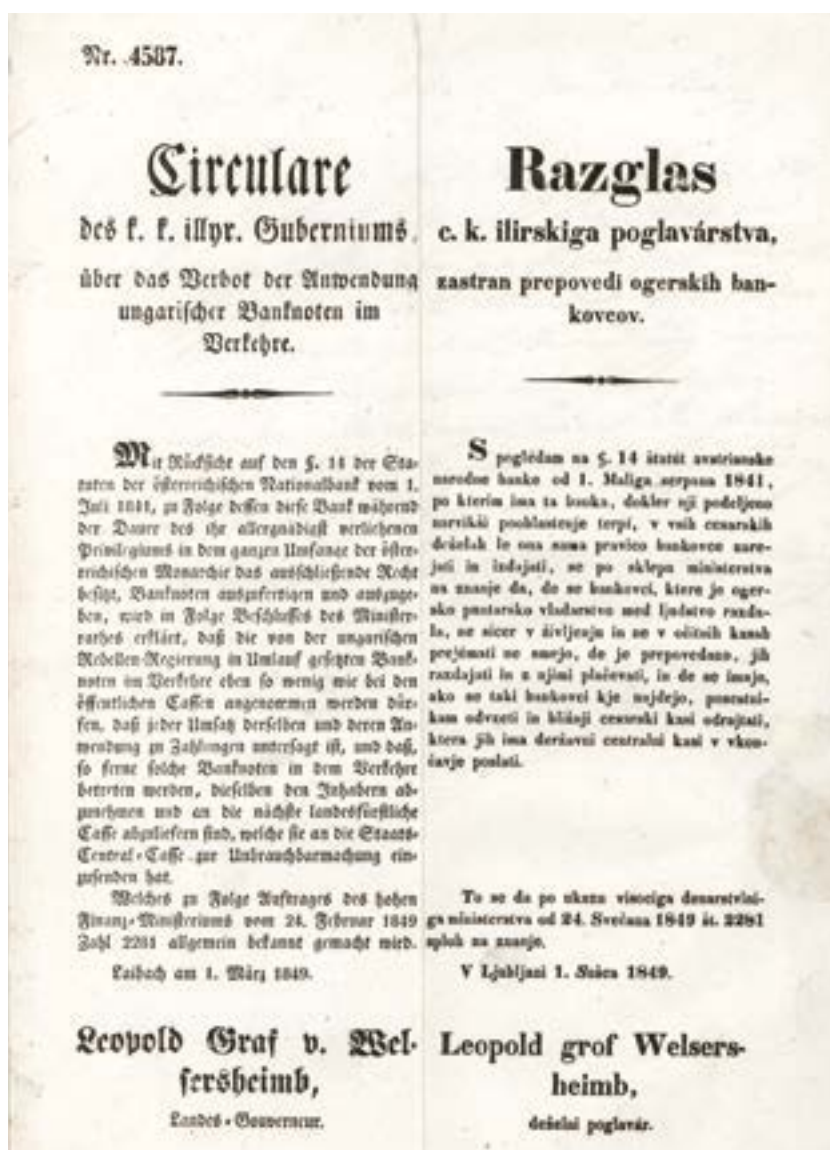 Nr. 4587.
Circulare
des k. k. illyr. Guberniums,
über das Verbot der Anwendung
ungarischer Banknoten im
Verkehre.
Mit Rücksicht auf den §. 14 der Sta-
tuten der österreichischen Nationalbank vom 1.
Juli 1841, zu Folge dessen diese Bank während
der Dauer des ihr allergnädigst verliehenen
Privilegiums in dem ganzen Umfange der öster-
reichischen Monarchie das ausschließende Recht
besitzt, Banknoten auszufertigen und auszuge-
ben, wird in Folge Beschlusses des Minister-
rathes erklärt, daß die von der ungarischen
Rebellen-Regierung in Umlauf gesetzten Bank-
noten im Verkehre eben so wenig wie bei den
öffentlichen Cassen angenommen werden dür-
fen, daß jeder Umsatz derselben und deren An-
wendung zu Zahlungen untersagt ist, und daß,
so ferne solche Banknoten in dem Verkehre
betreten werden, dieselben den Inhabern ab-
zunehmen und an die nächste landesfürstliche
Casse abzuliefern sind, welche sie an die Staats-
Central-Casse zur Unbrauchbarmachung ein-
zusenden hat.
Welches zu Folge Auftrages des hohen
Finanz-Ministeriums vom 24. Februar 1849
Zahl 2281 allgemein bekannt gemacht wird.
Laibach am 1. März 1849.
Leopold Graf v. Wel-
sersheimb,
Landes-Gouverneur.
Razglas
c. k. ilirskiga poglavárstva,
zastran prepovedi ogerskih ban-
kovcov.
S pogledam na §. 14 štatút avstrianske
narodne banke od 1. Maliga serpana 1841,
po kterim ima ta banka, dokler nji podeljeno
narvikši pooblastenje terpí, v vsih cesarskih
deželah le ona sama pravico bankovce nare-
jati in izdajati, se po sklepu ministerstva
na znanje da, de se bankovci, ktere je oger-
sko puntarsko vladarstvo med ljudstvo razda-
lo, ne sicer v življenju in ne v očitnih kasah
prejémati ne smejo, de je prepovedano, jih
razdajati in z njimi plačevati, in de se imajo,
ako se taki bankovci kje najdejo, posestni-
kam odvzeti in bližnji cesarski kasi odrajtati,
ktera jih ima deržavni centralni kasi v vkon-
čavje poslati.
To se da po ukazu visociga denarstvini-
ga ministerstva od 24. Svečana 1849 št. 2281
sploh na znanje.
V Ljubljani 1. Sušca 1849.
Leopold grof Welsers-
heimb,
deželni poglavár.